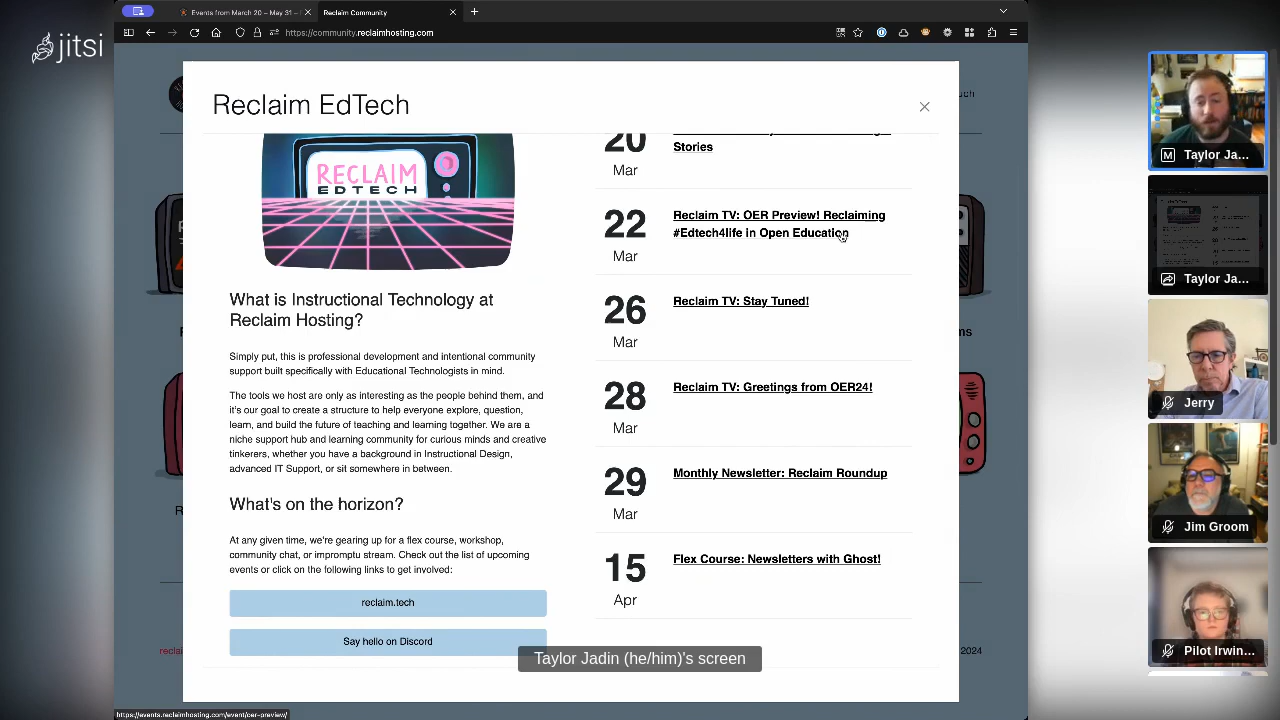 jitsi
Events from March 20 – May 31 –
Reclaim Community
https://community.reclaimhosting.com
Reclaim EdTech
RECLAIM
EDTECH
What is Instructional Technology at
Reclaim Hosting?
Simply put, this is professional development and intentional community
support built specifically with Educational Technologists in mind.
The tools we host are only as interesting as the people behind them, and
it's our goal to create a structure to help everyone explore, question,
learn, and build the future of teaching and learning together. We are a
niche support hub and learning community for curious minds and creative
tinkerers, whether you have a background in Instructional Design,
advanced IT Support, or sit somewhere in between.
What's on the horizon?
At any given time, we're gearing up for a flex course, workshop,
community chat, or impromptu stream. Check out the list of upcoming
events or click on the following links to get involved:
reclaim.tech
Say hello on Discord
20
Mar
Stories
22
Mar
Reclaim TV: OER Preview! Reclaiming
#Edtech4life in Open Education
26
Mar
Reclaim TV: Stay Tuned!
28
Mar
Reclaim TV: Greetings from OER24!
29
Mar
Monthly Newsletter: Reclaim Roundup
15
Apr
Flex Course: Newsletters with Ghost!
2024
Taylor Jadin (he/him)'s screen
https://events.reclaimhosting.com/event/oer-preview/
M
Taylor Ja...
Taylor Ja...
Jerry
Jim Groom
Pilot Irwin...